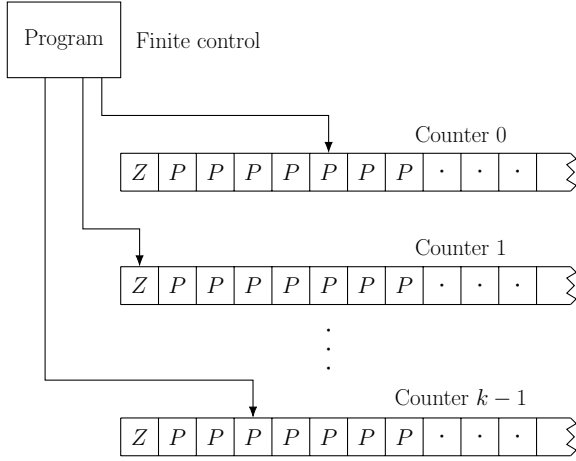 Program
Finite control
Counter 0
Z P P P P P P P · · ·
Counter 1
Z P P P P P P P · · ·
Counter k − 1
Z P P P P P P P · · ·